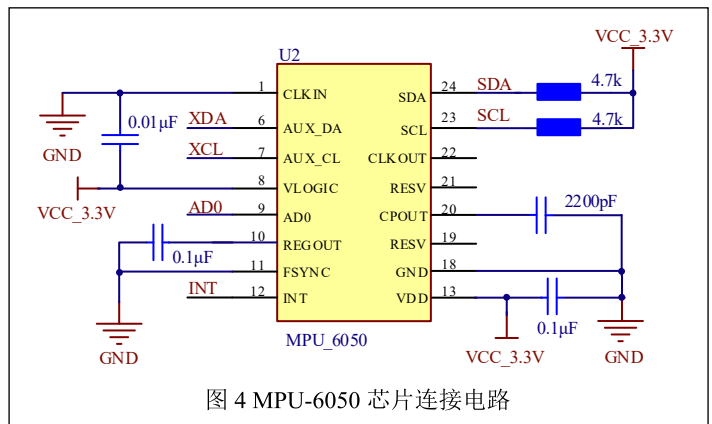 VCC_3.3V
U2
1 CLKIN SDA 24 SDA 4.7k
0.01μF XDA 6 AUX_DA SCL 23 SCL 4.7k
GND XCL 7 AUX_CL CLKOUT 22
8 VLOGIC RESV 21
VCC_3.3V AD0 9 AD0 CPOUT 20 2200pF
10 REGOUT RESV 19
0.1μF 11 FSYNC GND 18
INT 12 INT VDD 13
0.1μF
GND MPU_6050 VCC_3.3V GND
图 4 MPU-6050 芯片连接电路